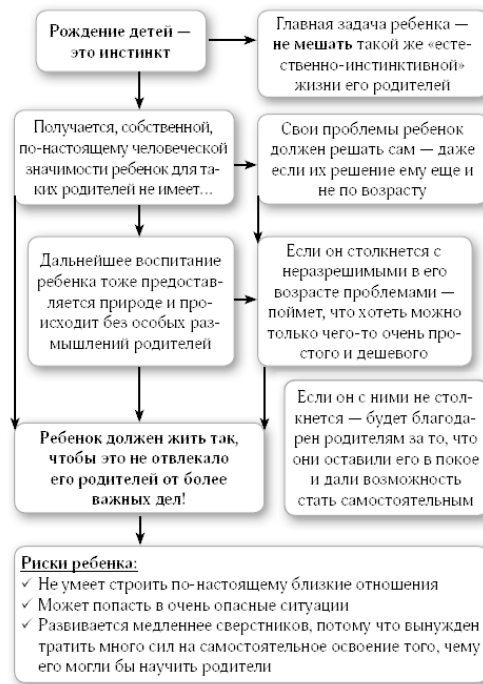 Рождение детей —
это инстинкт
Главная задача ребенка —
не мешать такой же «есте-
ственно-инстинктивной»
жизни его родителей
Получается, собственной,
по-настоящему человеческой
значимости ребенок для та-
ких родителей не имеет...
Свои проблемы ребенок
должен решать сам — даже
если их решение ему еще и
не по возрасту
Дальнейшее воспитание
ребенка тоже предостав-
ляется природе и про-
исходит без особых раз-
мышлений родителей
Если он столкнется с
неразрешимыми в его
возрасте проблемами —
поймет, что хотеть можно
только чего-то очень про-
стого и дешевого
Если он с ними не стол-
кнется — будет благода-
рен родителям за то, что
они оставили его в покое
и дали возможность
стать самостоятельным
Ребенок должен жить так,
чтобы это не отвлекало
его родителей от более
важных дел!
Риски ребенка:
✓ Не умеет строить по-настоящему близкие отношения
✓ Может попасть в очень опасные ситуации
✓ Развивается медленнее сверстников, потому что вынужден
тратить много сил на самостоятельное освоение того, чему
его могли бы научить родители